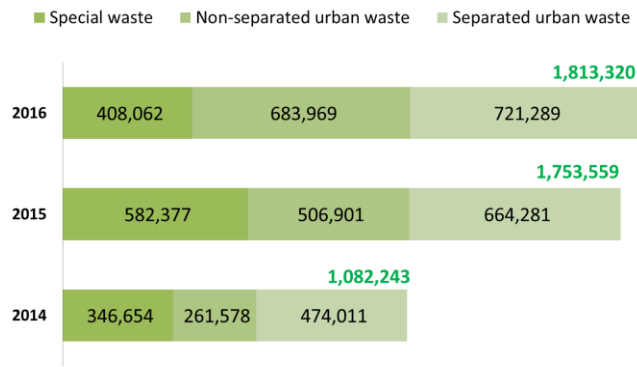 Special waste Non-separated urban waste Separated urban waste
1,813,320
2016 408,062 683,969 721,289
1,753,559
2015 582,377 506,901 664,281
1,082,243
2014 346,654 261,578 474,011